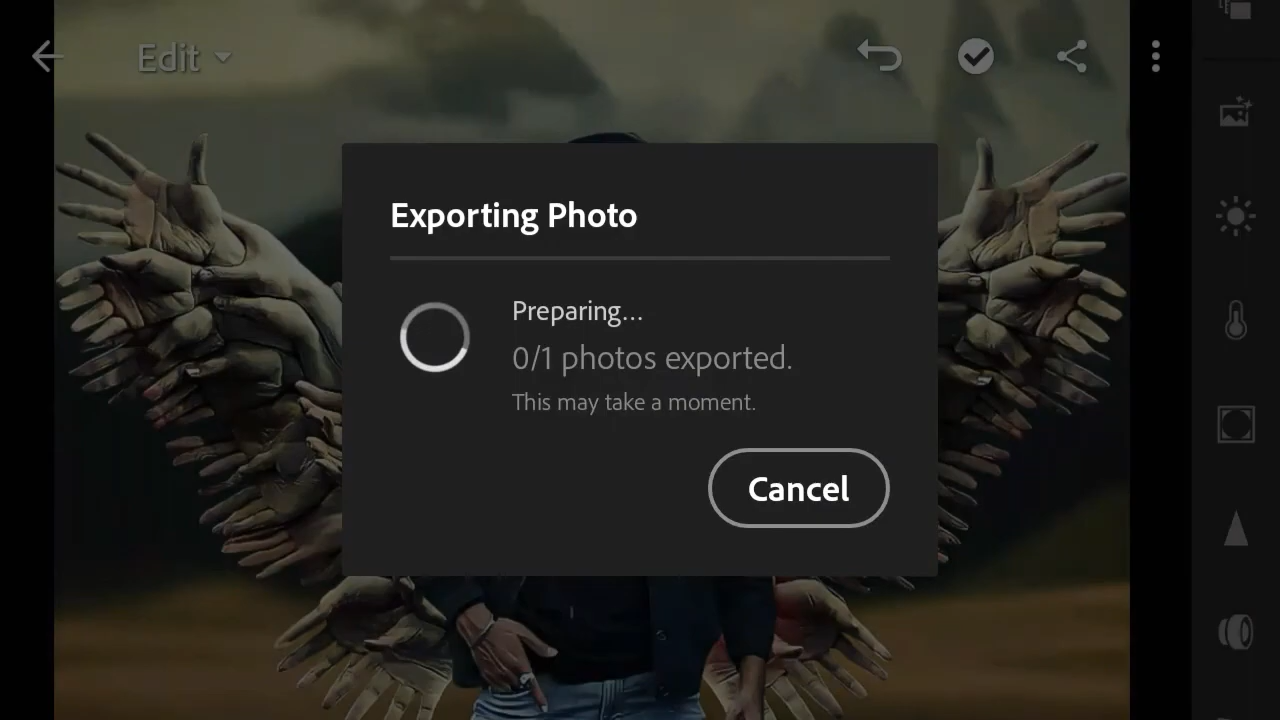 Edit
Exporting Photo
Preparing...
0/1 photos exported.
This may take a moment.
Cancel